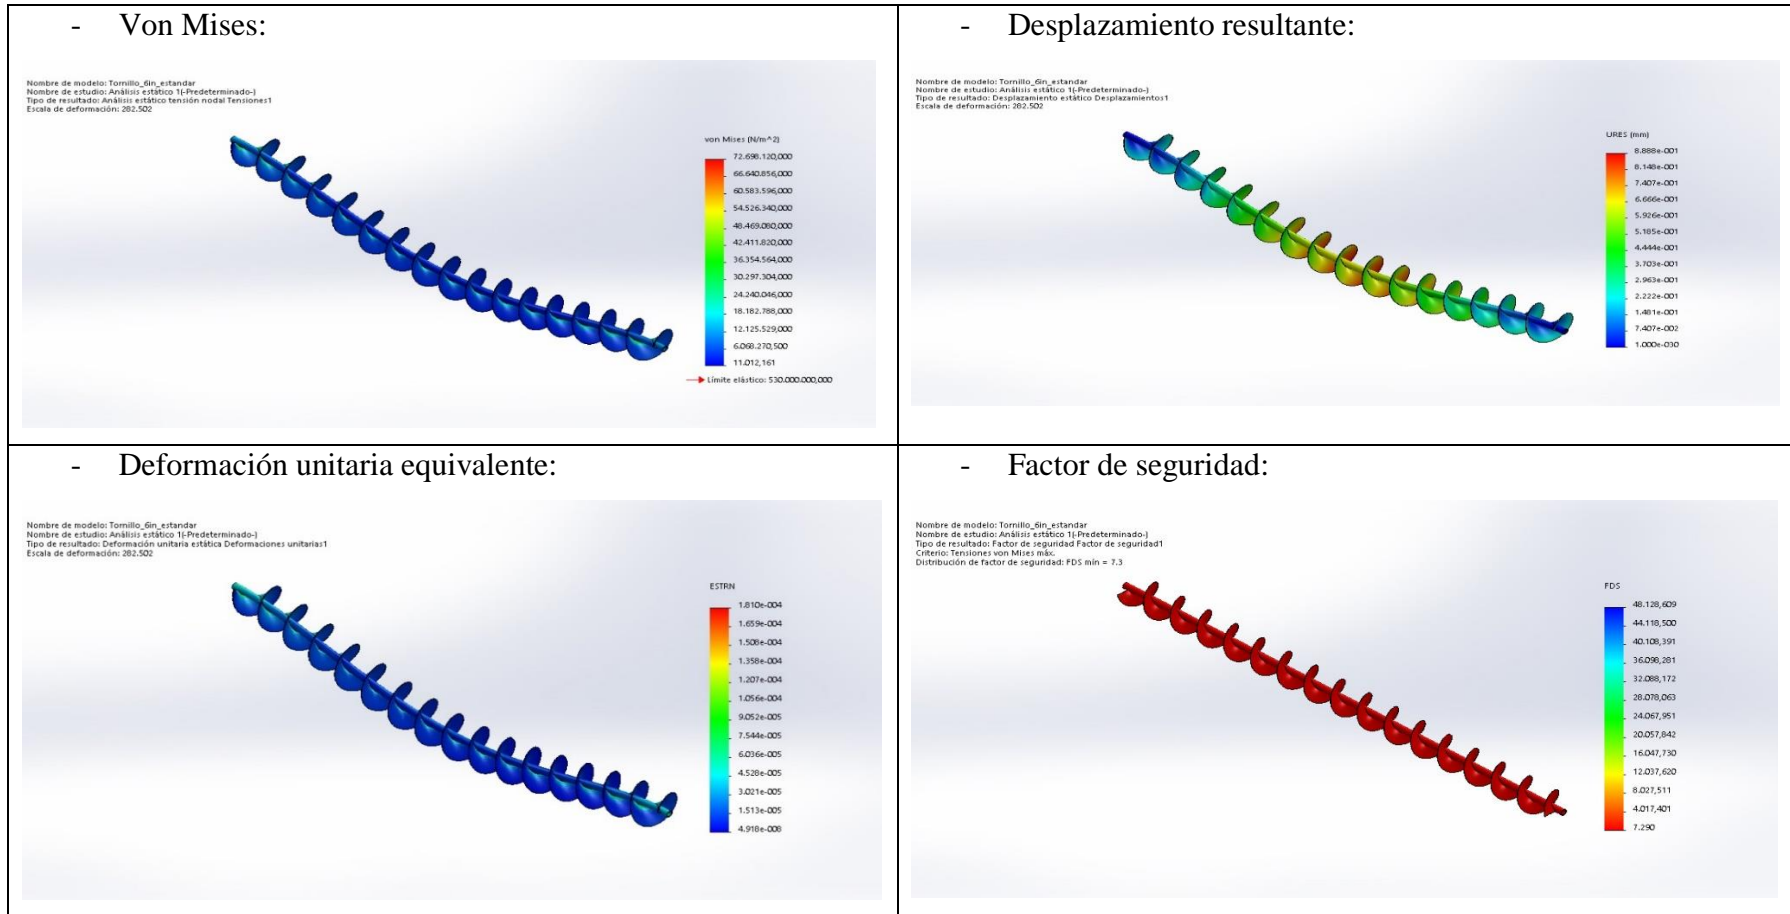 - Von Mises:
Nombre de modelo: Tornillo_6in_estandar
Nombre de estudio: Análisis estático 1(-Predeterminado-)
Tipo de resultado: Análisis estático tensión nodal Tensiones1
Escala de deformación: 282.502
von Mises (N/m^2)
72.698.120,000
66.640.856,000
60.583.596,000
54.526.340,000
48.469.080,000
42.411.820,000
36.354.564,000
30.297.304,000
24.240.046,000
18.182.788,000
12.125.529,000
6.068.270,500
11.012,161
Límite elástico: 530.000.000,000
- Desplazamiento resultante:
Nombre de modelo: Tornillo_6in_estandar
Nombre de estudio: Análisis estático 1(-Predeterminado-)
Tipo de resultado: Desplazamiento estático Desplazamientos1
Escala de deformación: 282.502
URES (mm)
8.888e-001
8.148e-001
7.407e-001
6.666e-001
5.926e-001
5.185e-001
4.444e-001
3.703e-001
2.963e-001
2.222e-001
1.481e-001
7.407e-002
1.000e-030
- Deformación unitaria equivalente:
Nombre de modelo: Tornillo_6in_estandar
Nombre de estudio: Análisis estático 1(-Predeterminado-)
Tipo de resultado: Deformación unitaria estática Deformaciones unitarias1
Escala de deformación: 282.502
ESTRN
1.810e-004
1.659e-004
1.508e-004
1.358e-004
1.207e-004
1.056e-004
9.052e-005
7.544e-005
6.036e-005
4.528e-005
3.021e-005
1.513e-005
4.918e-008
- Factor de seguridad:
Nombre de modelo: Tornillo_6in_estandar
Nombre de estudio: Análisis estático 1(-Predeterminado-)
Tipo de resultado: Factor de seguridad Factor de seguridad1
Criterio: Tensiones von Mises máx.
Distribución de factor de seguridad: FDS mín = 7.3
FDS
48.128,609
44.118,500
40.108,391
36.098,281
32.088,172
28.078,063
24.067,951
20.057,842
16.047,730
12.037,620
8.027,511
4.017,401
7.290